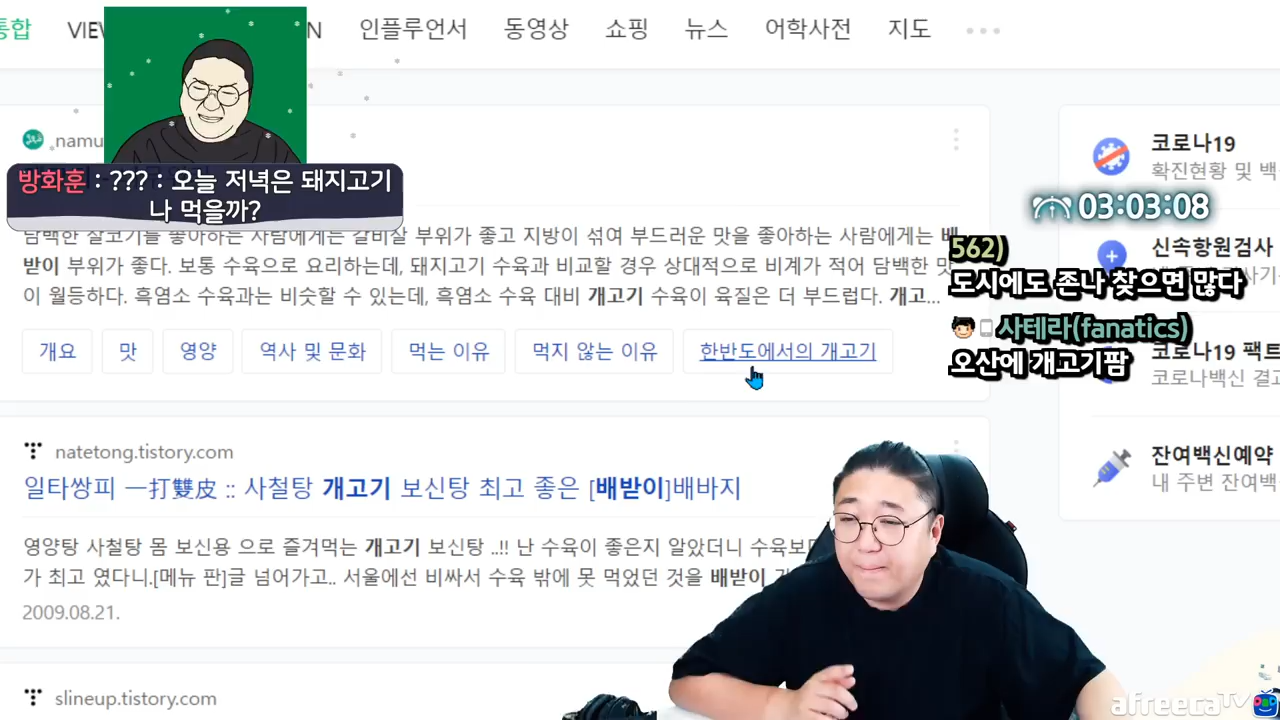 통합
VIEW
N
인플루언서
동영상
쇼핑
뉴스
어학사전
지도
namu
방화훈 : ??? : 오늘 저녁은 돼지고기
나 먹을까?
담백한 살코기를 좋아하는 사람에게는 갈비살 부위가 좋고 지방이 섞여 부드러운 맛을 좋아하는 사람에게는 배
받이 부위가 좋다. 보통 수육으로 요리하는데, 돼지고기 수육과 비교할 경우 상대적으로 비계가 적어 담백한 맛
이 월등하다. 흑염소 수육과는 비슷할 수 있는데, 흑염소 수육 대비 개고기 수육이 육질은 더 부드럽다. 개고...
개요
맛
영양
역사 및 문화
먹는 이유
먹지 않는 이유
한반도에서의 개고기
natetong.tistory.com
일타쌍피 一打雙皮 :: 사철탕 개고기 보신탕 최고 좋은 [배받이]배바지
영양탕 사철탕 몸 보신용 으로 즐겨먹는 개고기 보신탕 ..!! 난 수육이 좋은지 알았더니 수육보다
가 최고 였다니.[메뉴 판]글 넘어가고.. 서울에선 비싸서 수육 밖에 못 먹었던 것을 배받이
2009.08.21.
slineup.tistory.com
코로나19
확진현황 및 백
03:03:08
신속항원검사
562)
도시에도 존나 찾으면 많다
사테라(fanatics)
오산에 개고기팜
코로나19 팩트
코로나백신 결과
잔여백신예약
내 주변 잔여백
afreecaTV